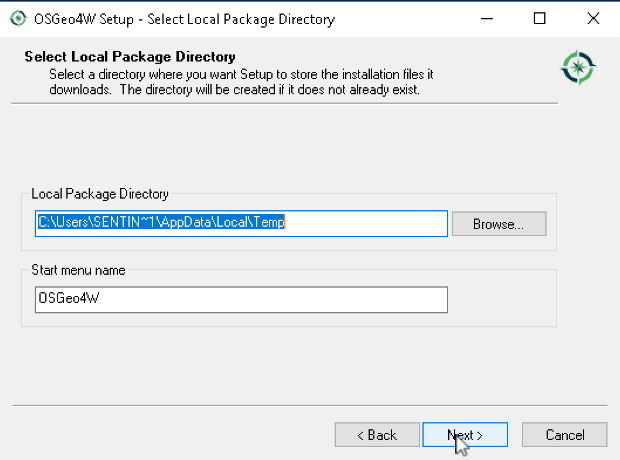 OSGeo4W Setup - Select Local Package Directory
Select Local Package Directory
Select a directory where you want Setup to store the installation files it
downloads. The directory will be created if it does not already exist.
Local Package Directory
C:\Users\SENTIN~1\AppData\Local\Temp
Browse...
Start menu name
OSGeo4W
< Back
Next >
Cancel